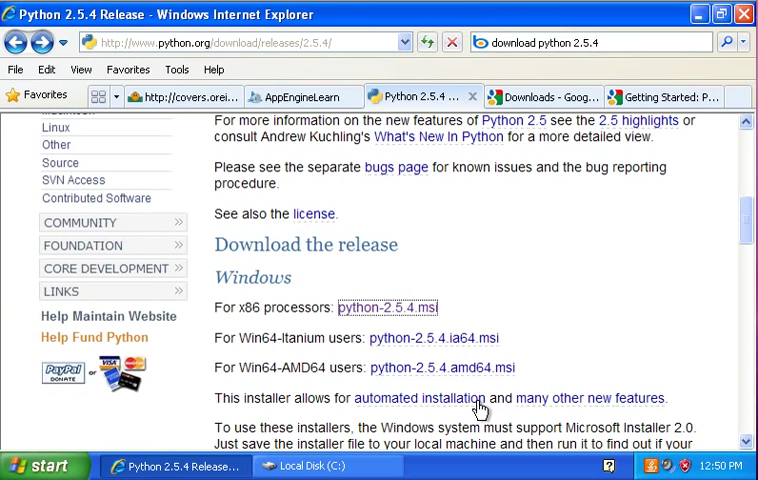 Python 2.5.4 Release - Windows Internet Explorer
http://www.python.org/download/releases/2.5.4/
download python 2.5.4
File Edit View Favorites Tools Help
Favorites
http://covers.orei...
AppEngineLearn
Python 2.5.4 ...
Downloads - Goog...
Getting Started: P...
Linux
Other
Source
SVN Access
Contributed Software
COMMUNITY
FOUNDATION
CORE DEVELOPMENT
LINKS
Help Maintain Website
Help Fund Python
PayPal
DONATE
or
VISA
For more information on the new features of Python 2.5 see the 2.5 highlights or
consult Andrew Kuchling's What's New In Python for a more detailed view.
Please see the separate bugs page for known issues and the bug reporting
procedure.
See also the license.
Download the release
Windows
For x86 processors: python-2.5.4.msi
For Win64-Itanium users: python-2.5.4.ia64.msi
For Win64-AMD64 users: python-2.5.4.amd64.msi
This installer allows for automated installation and many other new features.
To use these installers, the Windows system must support Microsoft Installer 2.0.
Just save the installer file to your local machine and then run it to find out if your
start
Python 2.5.4 Release...
Local Disk (C:)
12:50 PM